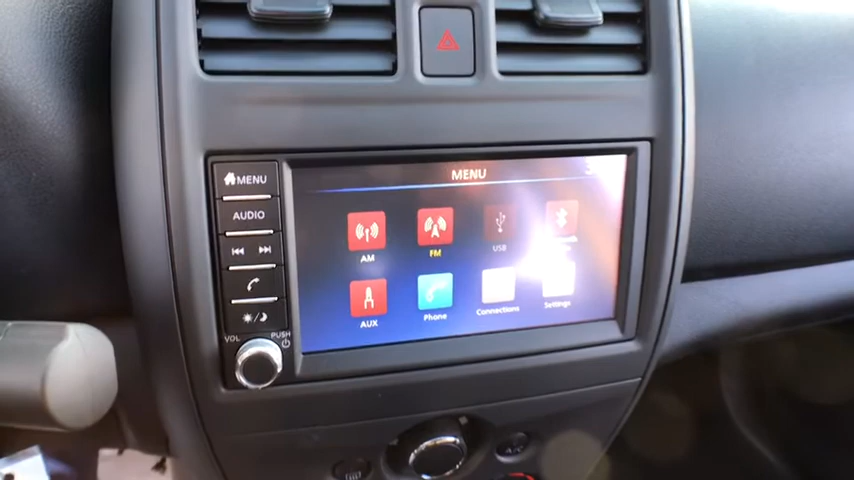 MENU
MENU
AUDIO
AM
FM
USB
AUX
Phone
Connections
Settings
VOL
PUSH